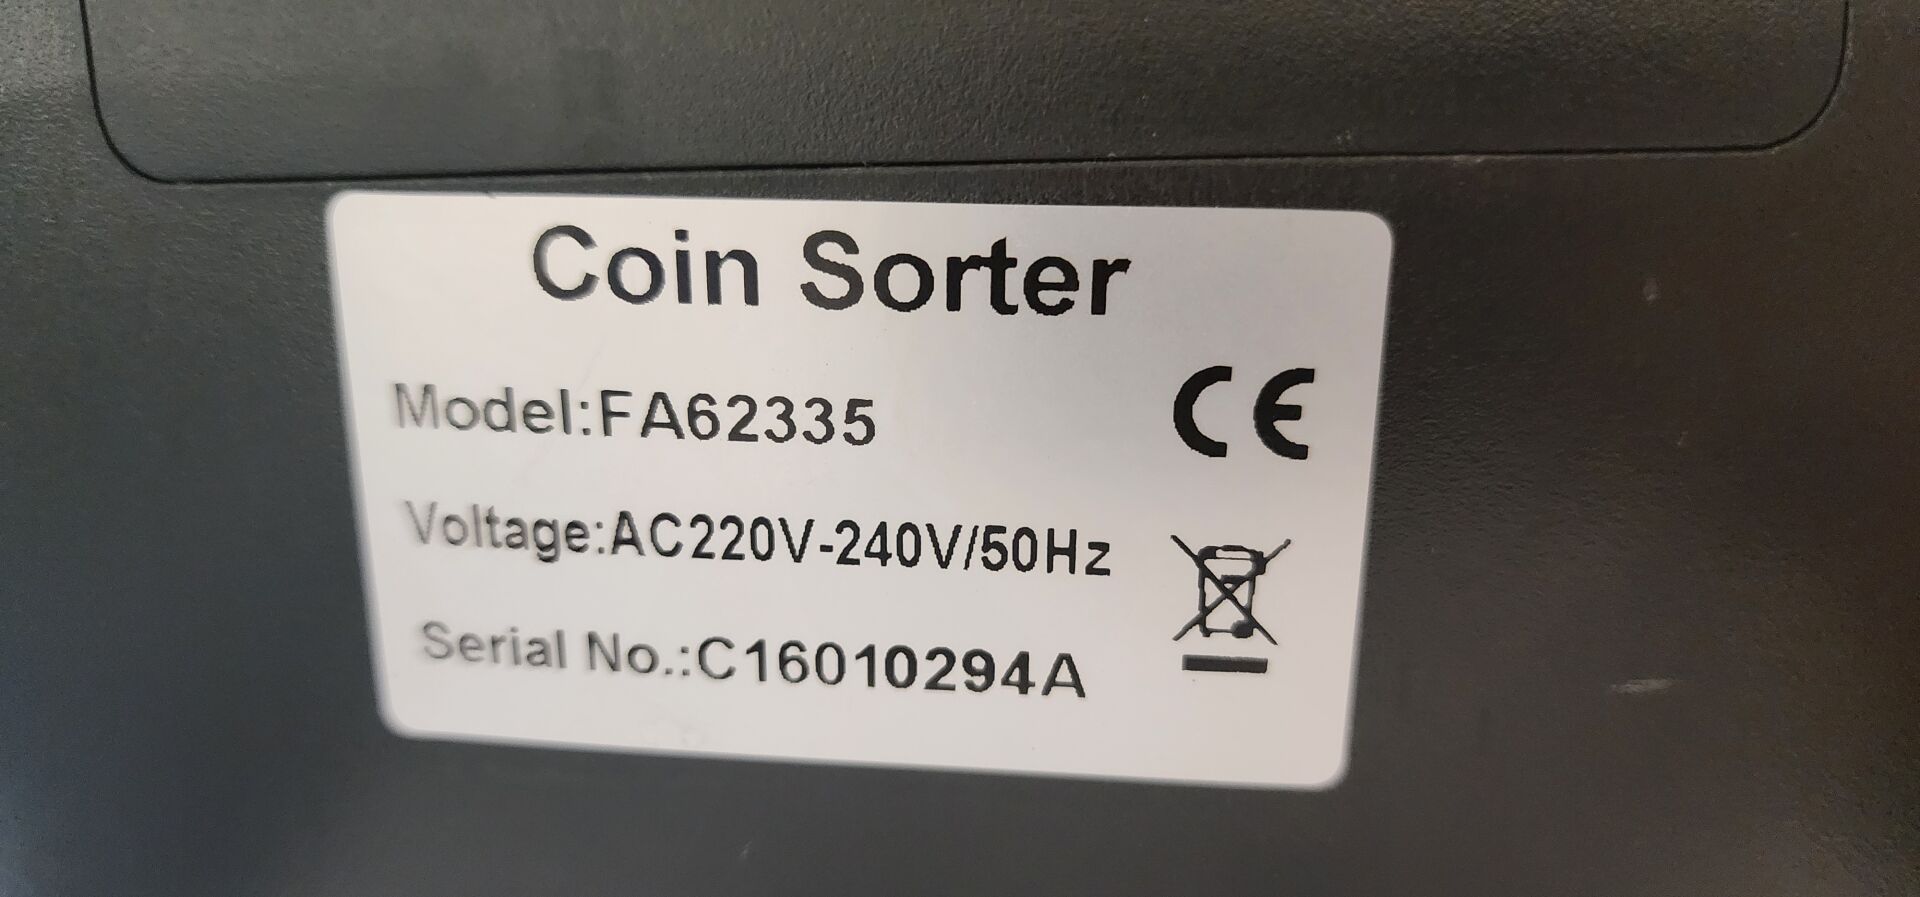 Coin Sorter
Model:FA62335
CE
Voltage:AC220V-240V/50Hz
Serial No.:C16010294A